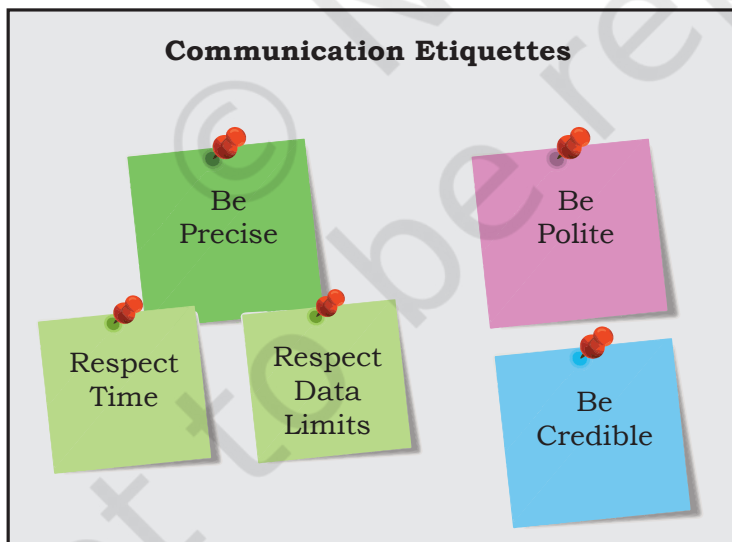 Communication Etiquettes
Be
Precise
Respect
Time
Respect
Data
Limits
Be
Polite
Be
Credible